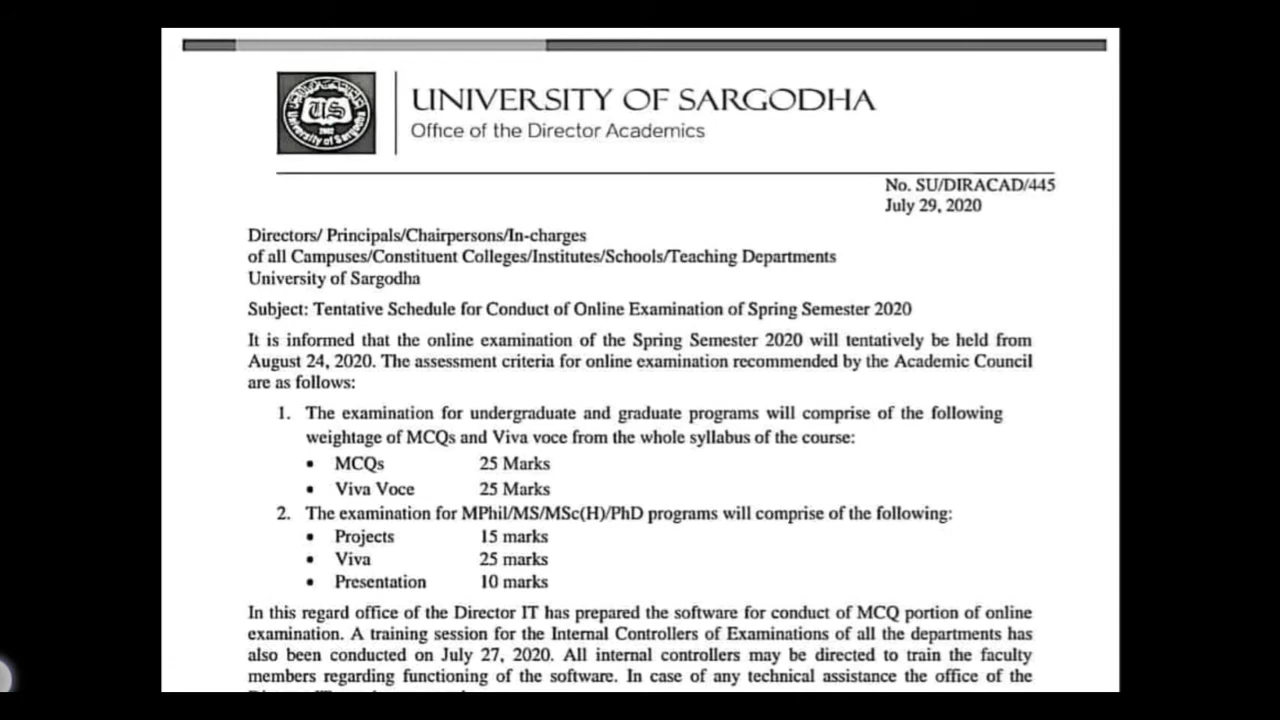 UNIVERSITY OF SARGODHA
Office of the Director Academics
US
2002
University of Sargodha
No. SU/DIRACAD/445
July 29, 2020
Directors/ Principals/Chairpersons/In-charges
of all Campuses/Constituent Colleges/Institutes/Schools/Teaching Departments
University of Sargodha
Subject: Tentative Schedule for Conduct of Online Examination of Spring Semester 2020
It is informed that the online examination of the Spring Semester 2020 will tentatively be held from
August 24, 2020. The assessment criteria for online examination recommended by the Academic Council
are as follows:
1. The examination for undergraduate and graduate programs will comprise of the following
weightage of MCQs and Viva voce from the whole syllabus of the course:
• MCQs 25 Marks
• Viva Voce 25 Marks
2. The examination for MPhil/MS/MSc(H)/PhD programs will comprise of the following:
• Projects 15 marks
• Viva 25 marks
• Presentation 10 marks
In this regard office of the Director IT has prepared the software for conduct of MCQ portion of online
examination. A training session for the Internal Controllers of Examinations of all the departments has
also been conducted on July 27, 2020. All internal controllers may be directed to train the faculty
members regarding functioning of the software. In case of any technical assistance the office of the